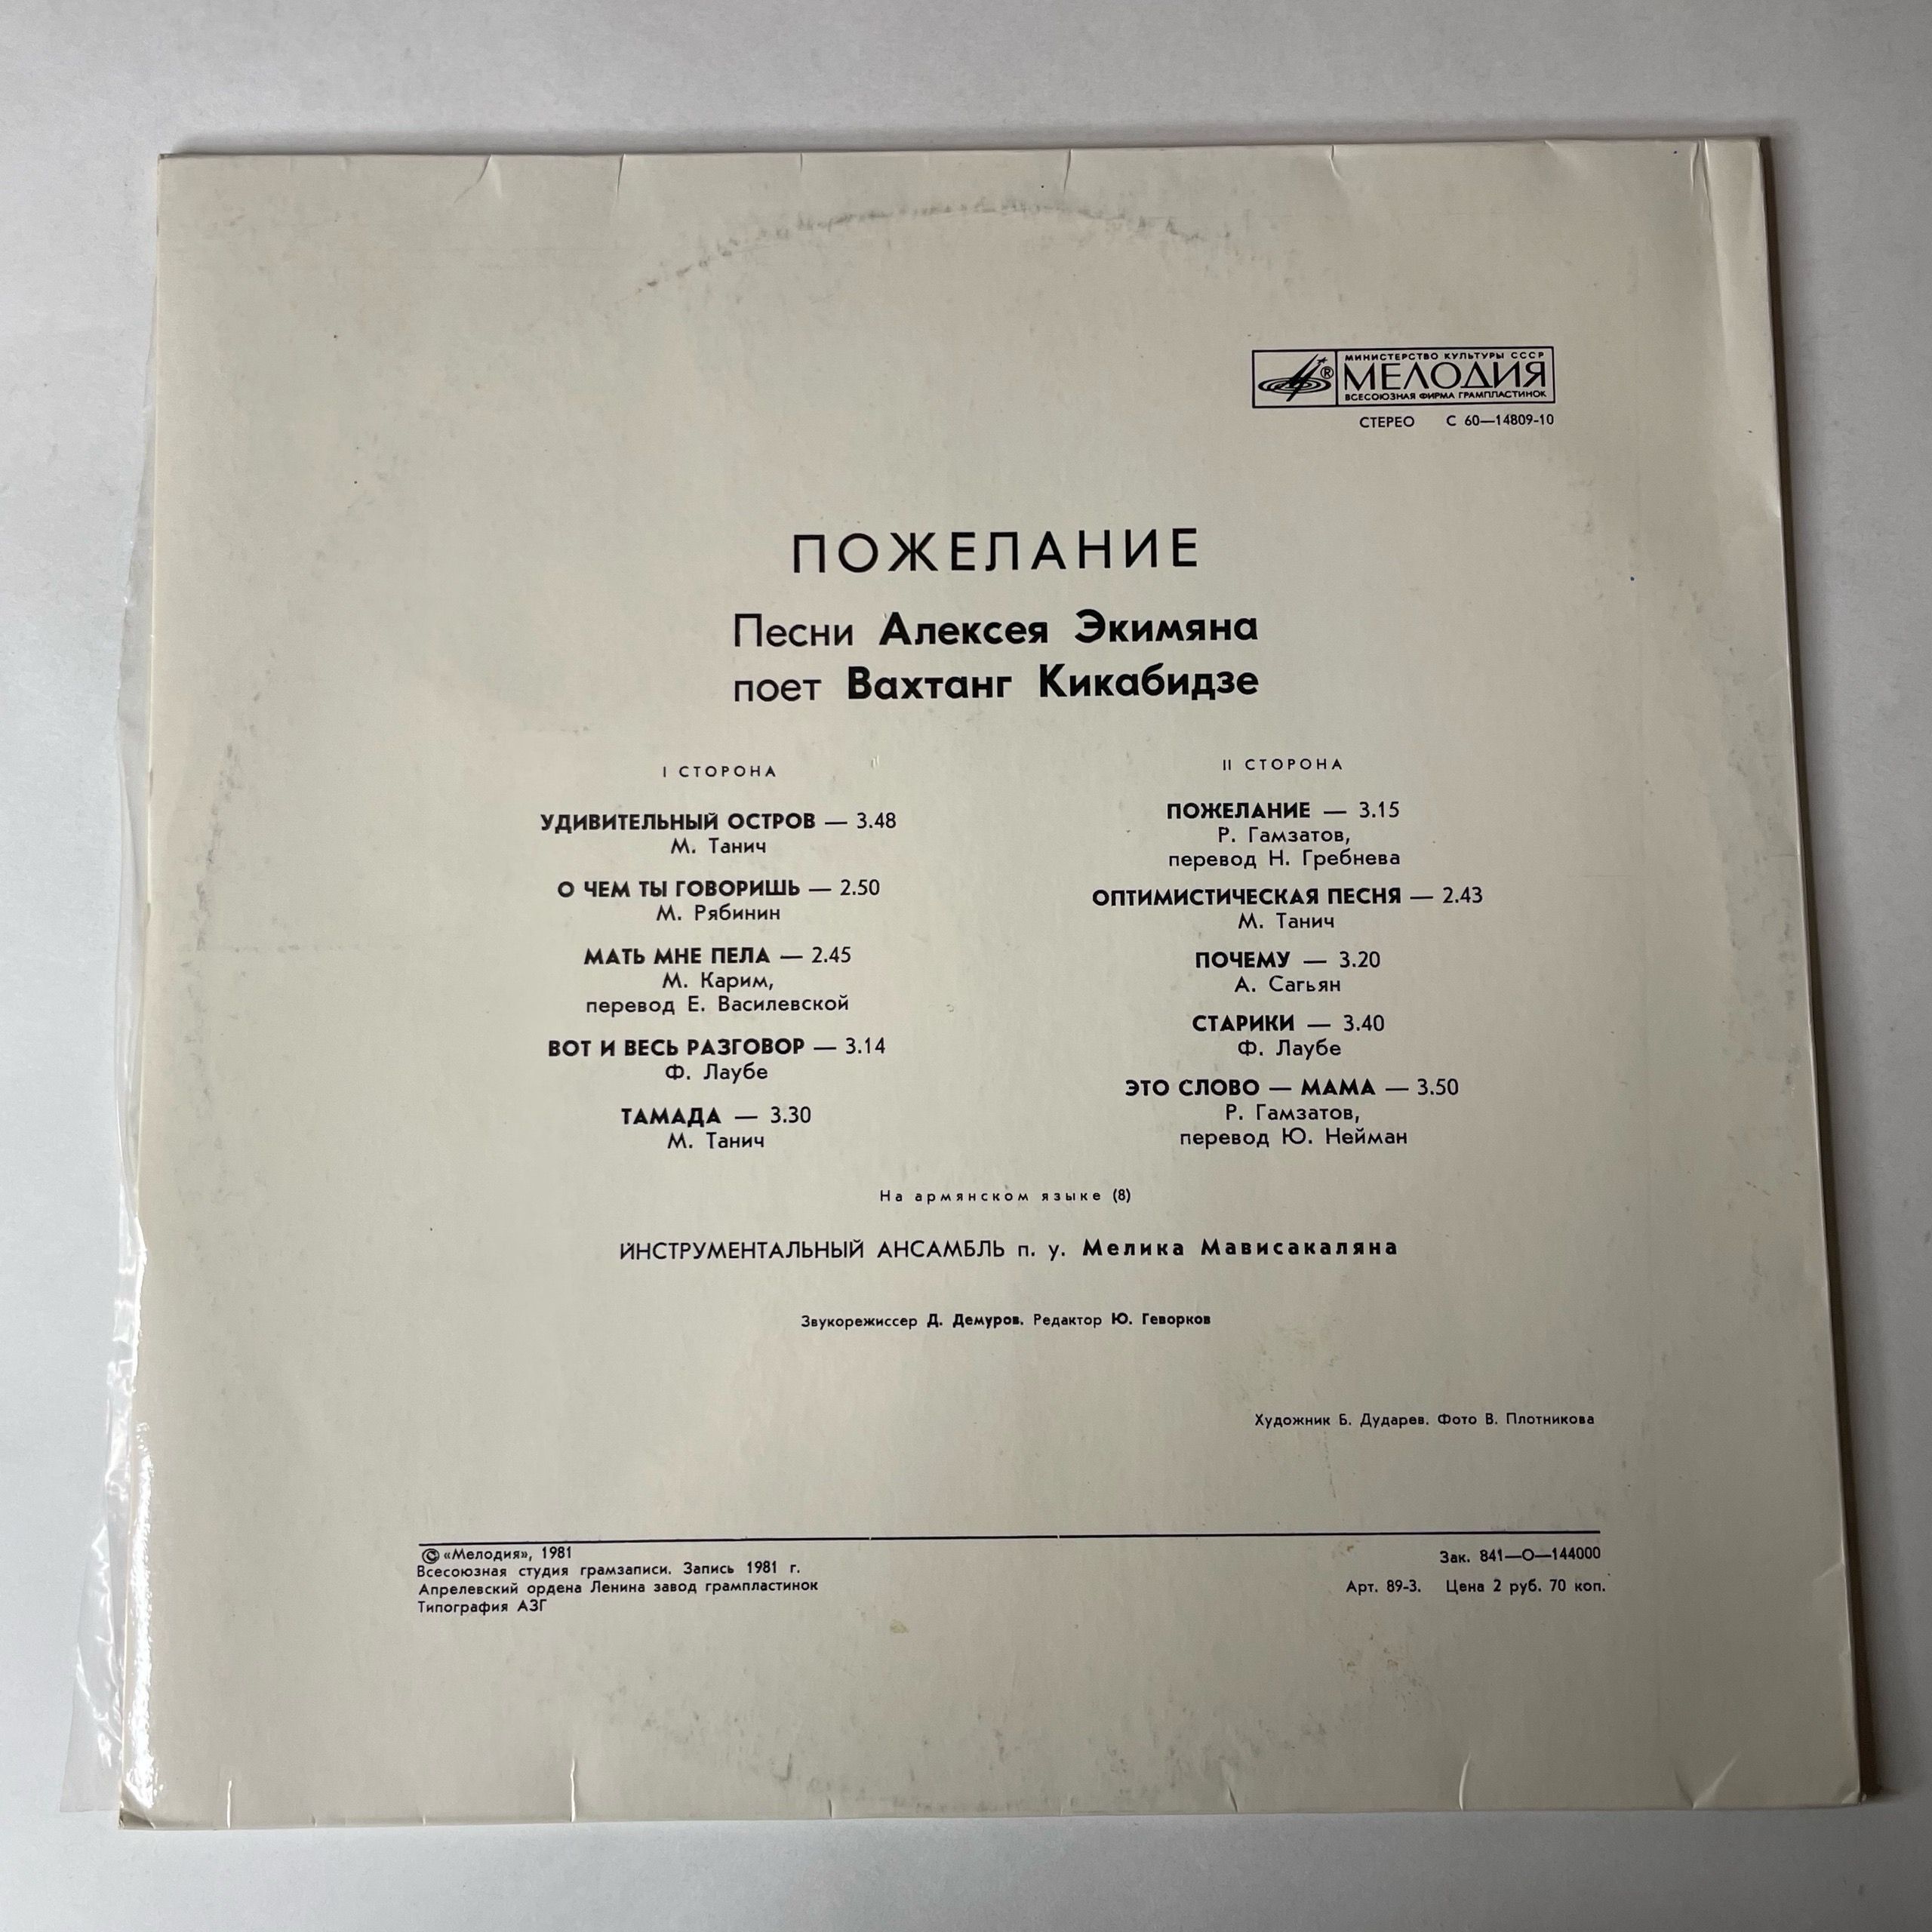 МИНИСТЕРСТВО КУЛЬТУРЫ СССР
® МЕЛОДИЯ
ВСЕСОЮЗНАЯ ФИРМА ГРАМПЛАСТИНОК
СТЕРЕО С 60—14809-10
ПОЖЕЛАНИЕ
Песни Алексея Экимяна
поет Вахтанг Кикабидзе
I СТОРОНА
УДИВИТЕЛЬНЫЙ ОСТРОВ — 3.48
М. Танич
О ЧЕМ ТЫ ГОВОРИШЬ — 2.50
М. Рябинин
МАТЬ МНЕ ПЕЛА — 2.45
М. Карим,
перевод Е. Василевской
ВОТ И ВЕСЬ РАЗГОВОР — 3.14
Ф. Лаубе
ТАМАДА — 3.30
М. Танич
II СТОРОНА
ПОЖЕЛАНИЕ — 3.15
Р. Гамзатов,
перевод Н. Гребнева
ОПТИМИСТИЧЕСКАЯ ПЕСНЯ — 2.43
М. Танич
ПОЧЕМУ — 3.20
А. Сагьян
СТАРИКИ — 3.40
Ф. Лаубе
ЭТО СЛОВО — МАМА — 3.50
Р. Гамзатов,
перевод Ю. Нейман
На армянском языке (8)
ИНСТРУМЕНТАЛЬНЫЙ АНСАМБЛЬ п. у. Мелика Мависакаляна
Звукорежиссер Д. Демуров. Редактор Ю. Геворков
Художник Б. Дударев. Фото В. Плотникова
© «Мелодия», 1981
Всесоюзная студия грамзаписи. Запись 1981 г.
Апрелевский ордена Ленина завод грампластинок
Типография АЗГ
Зак. 841—О—144000
Арт. 89-3. Цена 2 руб. 70 коп.